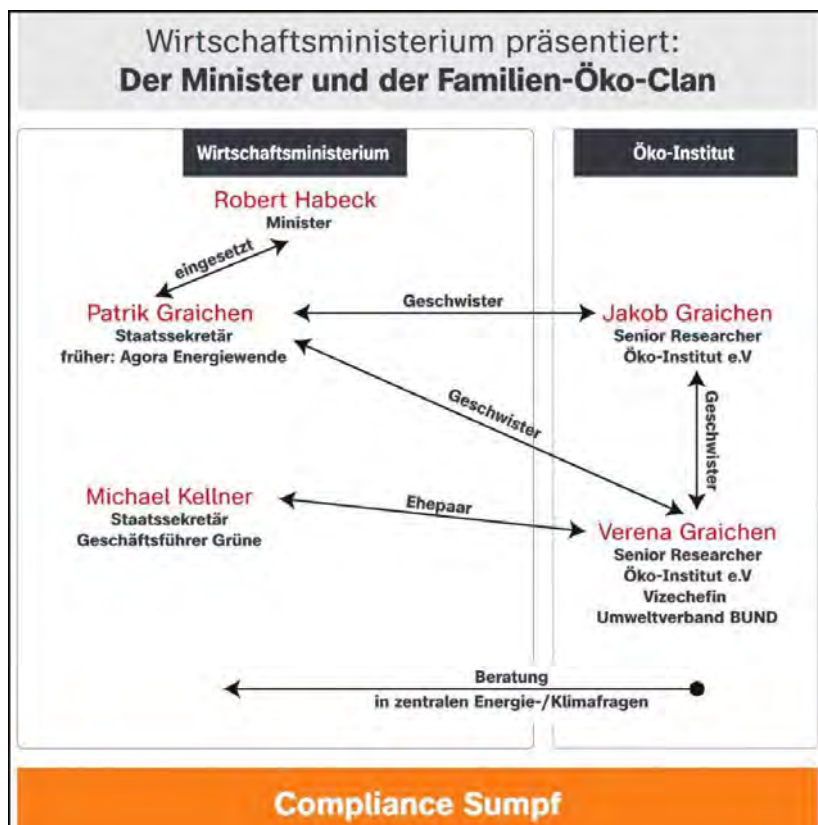 Wirtschaftsministerium präsentiert:
Der Minister und der Familien-Öko-Clan
Wirtschaftsministerium
Öko-Institut
Robert Habeck
Minister
eingesetzt
Patrik Graichen
Staatssekretär
früher: Agora Energiewende
Geschwister
Jakob Graichen
Senior Researcher
Öko-Institut e.V
Geschwister
Geschwister
Michael Kellner
Staatssekretär
Geschäftsführer Grüne
Ehepaar
Verena Graichen
Senior Researcher
Öko-Institut e.V
Vizechefin
Umweltverband BUND
Beratung
in zentralen Energie-/Klimafragen
Compliance Sumpf